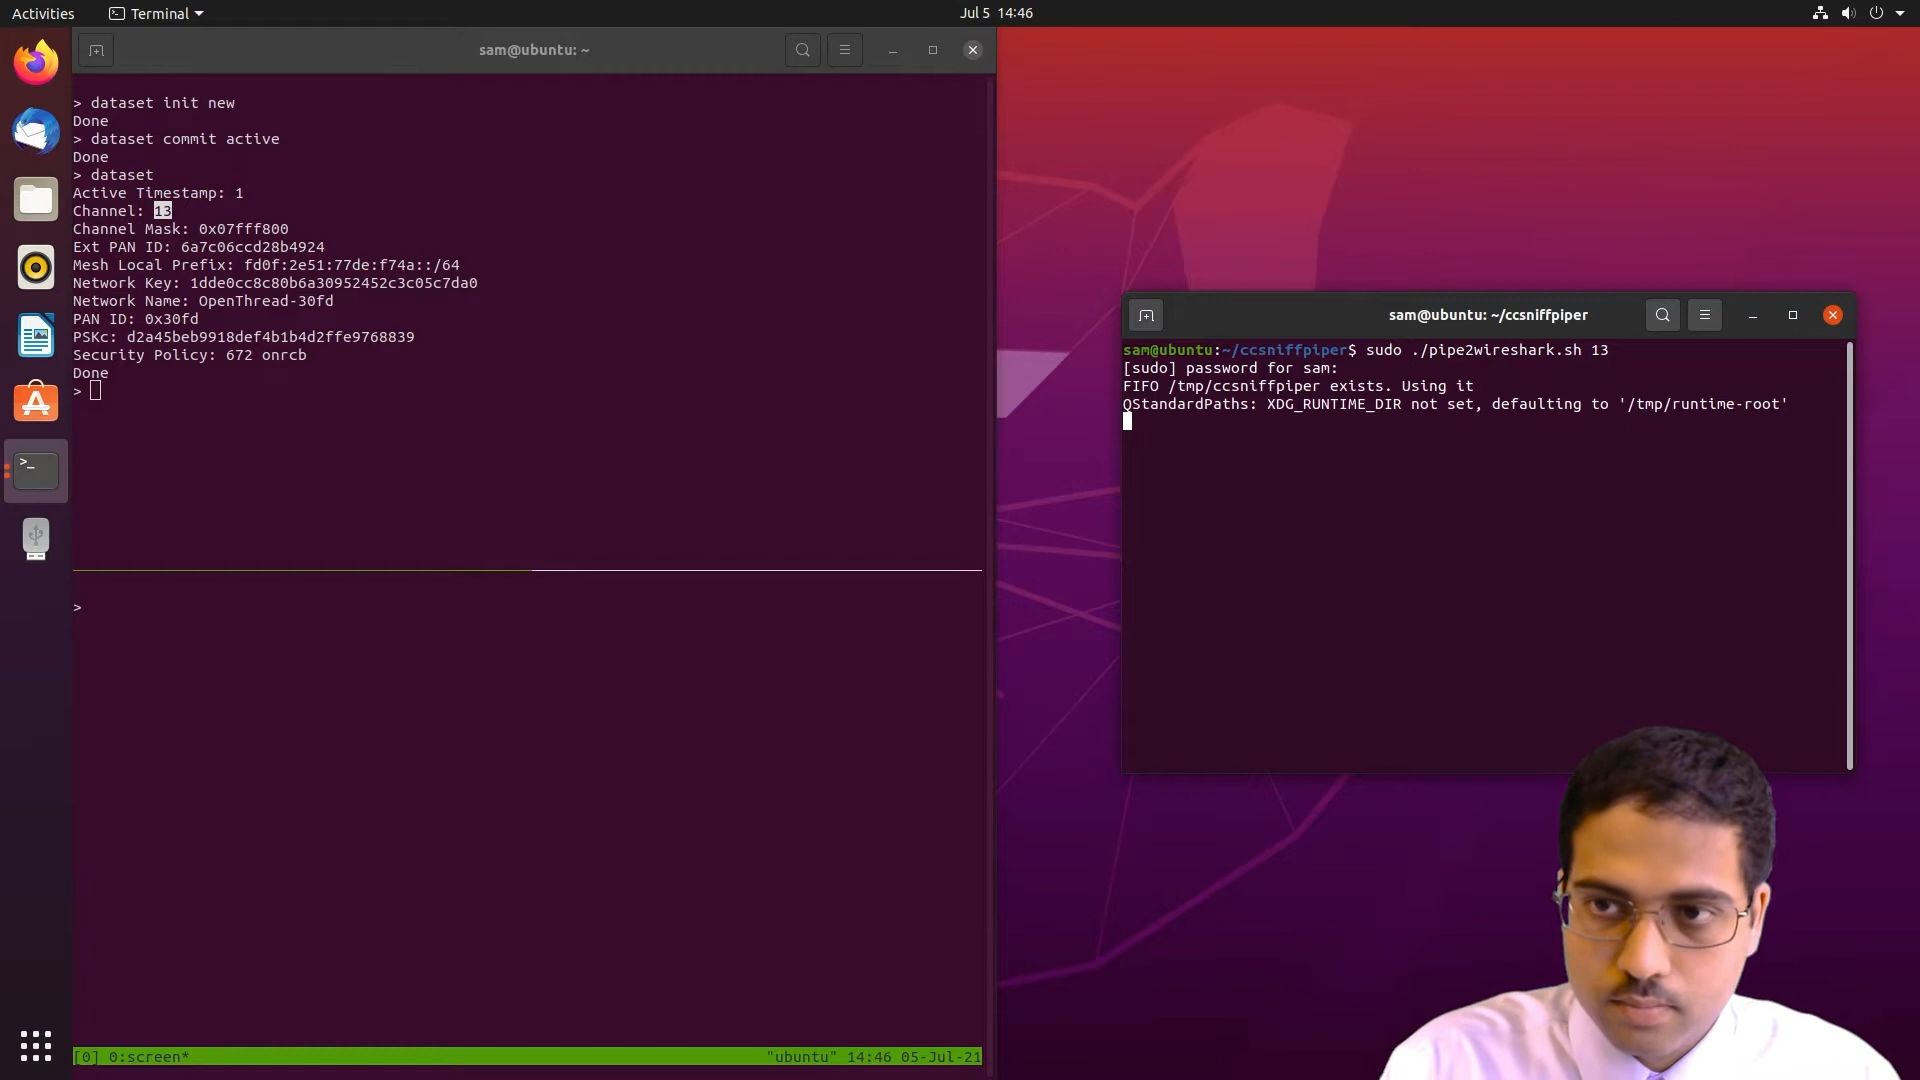 Activities
Terminal
Jul 5 14:46
sam@ubuntu: ~
> dataset init new
Done
> dataset commit active
Done
> dataset
Active Timestamp: 1
Channel: 13
Channel Mask: 0x07fff800
Ext PAN ID: 6a7c06ccd28b4924
Mesh Local Prefix: fd0f:2e51:77de:f74a::/64
Network Key: 1dde0cc8c80b6a30952452c3c05c7da0
Network Name: OpenThread-30fd
PAN ID: 0x30fd
PSKc: d2a45beb9918def4b1b4d2ffe9768839
Security Policy: 672 onrcb
Done
>
>
[0] 0:screen*
"ubuntu" 14:46 05-Jul-21
sam@ubuntu: ~/ccsniffpiper
sam@ubuntu:~/ccsniffpiper$ sudo ./pipe2wireshark.sh 13
[sudo] password for sam:
FIFO /tmp/ccsniffpiper exists. Using it
QStandardPaths: XDG_RUNTIME_DIR not set, defaulting to '/tmp/runtime-root'